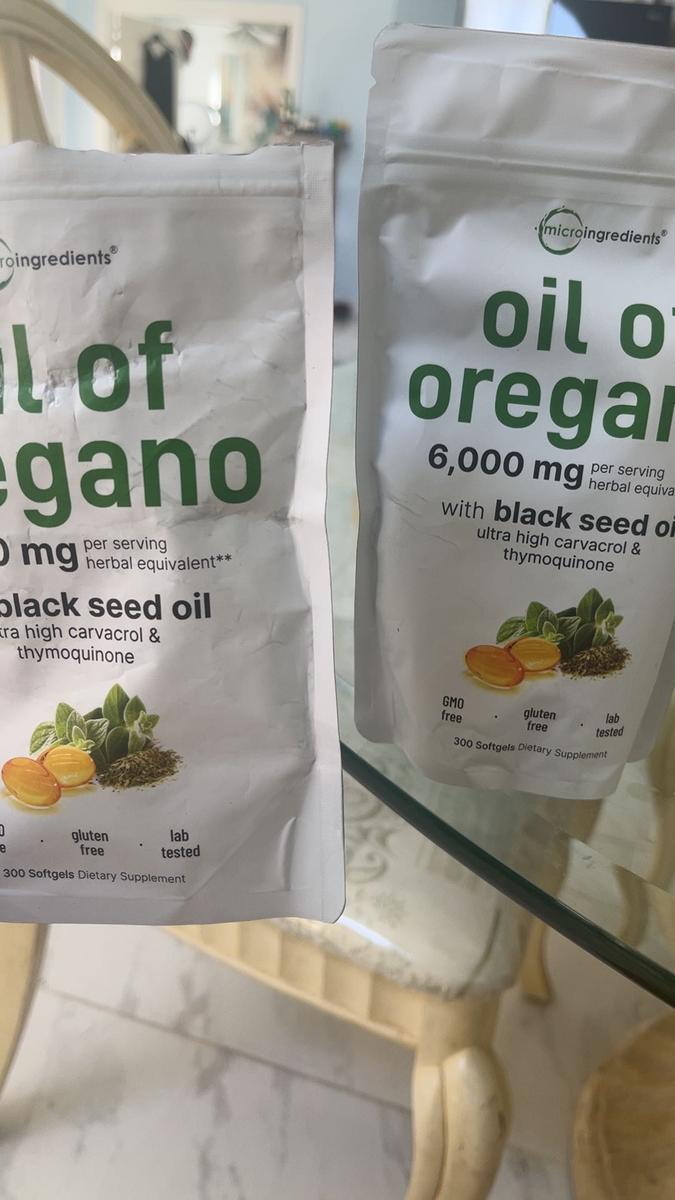 roingredients®
l of
egano
0 mg per serving
herbal equivalent**
black seed oil
tra high carvacrol &
thymoquinone
gluten
free
·
lab
tested
300 Softgels Dietary Supplement
microingredients®
oil of
oregan
6,000 mg per serving
herbal equiva
with black seed oi
ultra high carvacrol &
thymoquinone
GMO
free
·
gluten
free
·
lab
tested
300 Softgels Dietary Supplement